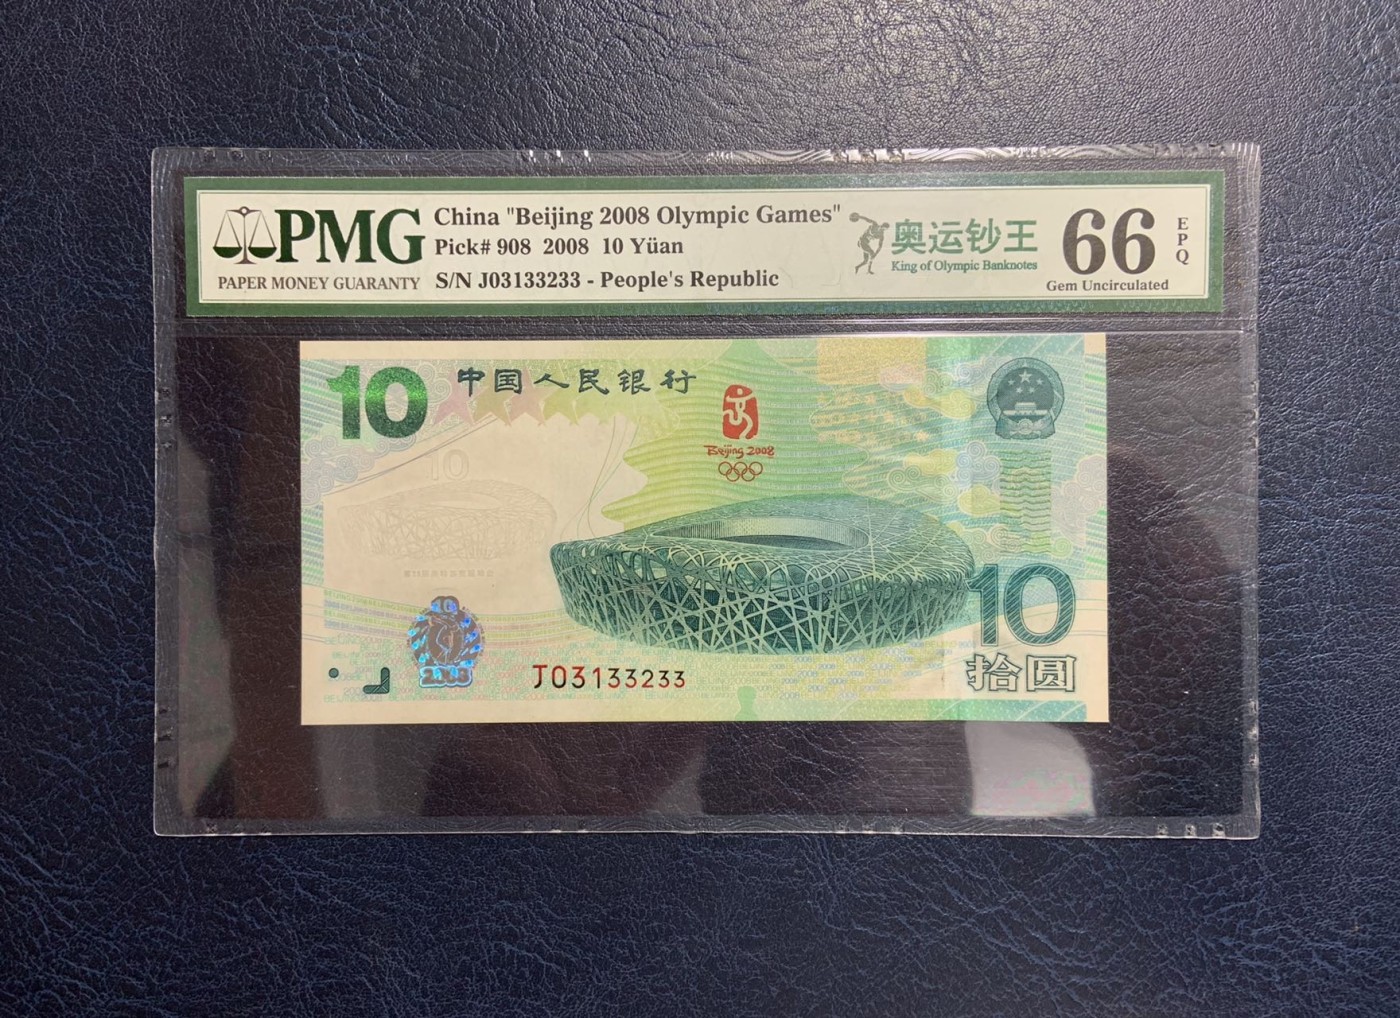 PMG
PAPER MONEY GUARANTY
China "Beijing 2008 Olympic Games"
Pick# 908 2008 10 Yüan
S/N J03133233 - People's Republic
奥运钞王
King of Olympic Banknotes
66
EPQ
Gem Uncirculated
10
中国人民银行
Beijing 2008
10
10
2008
J03133233
10
拾圆